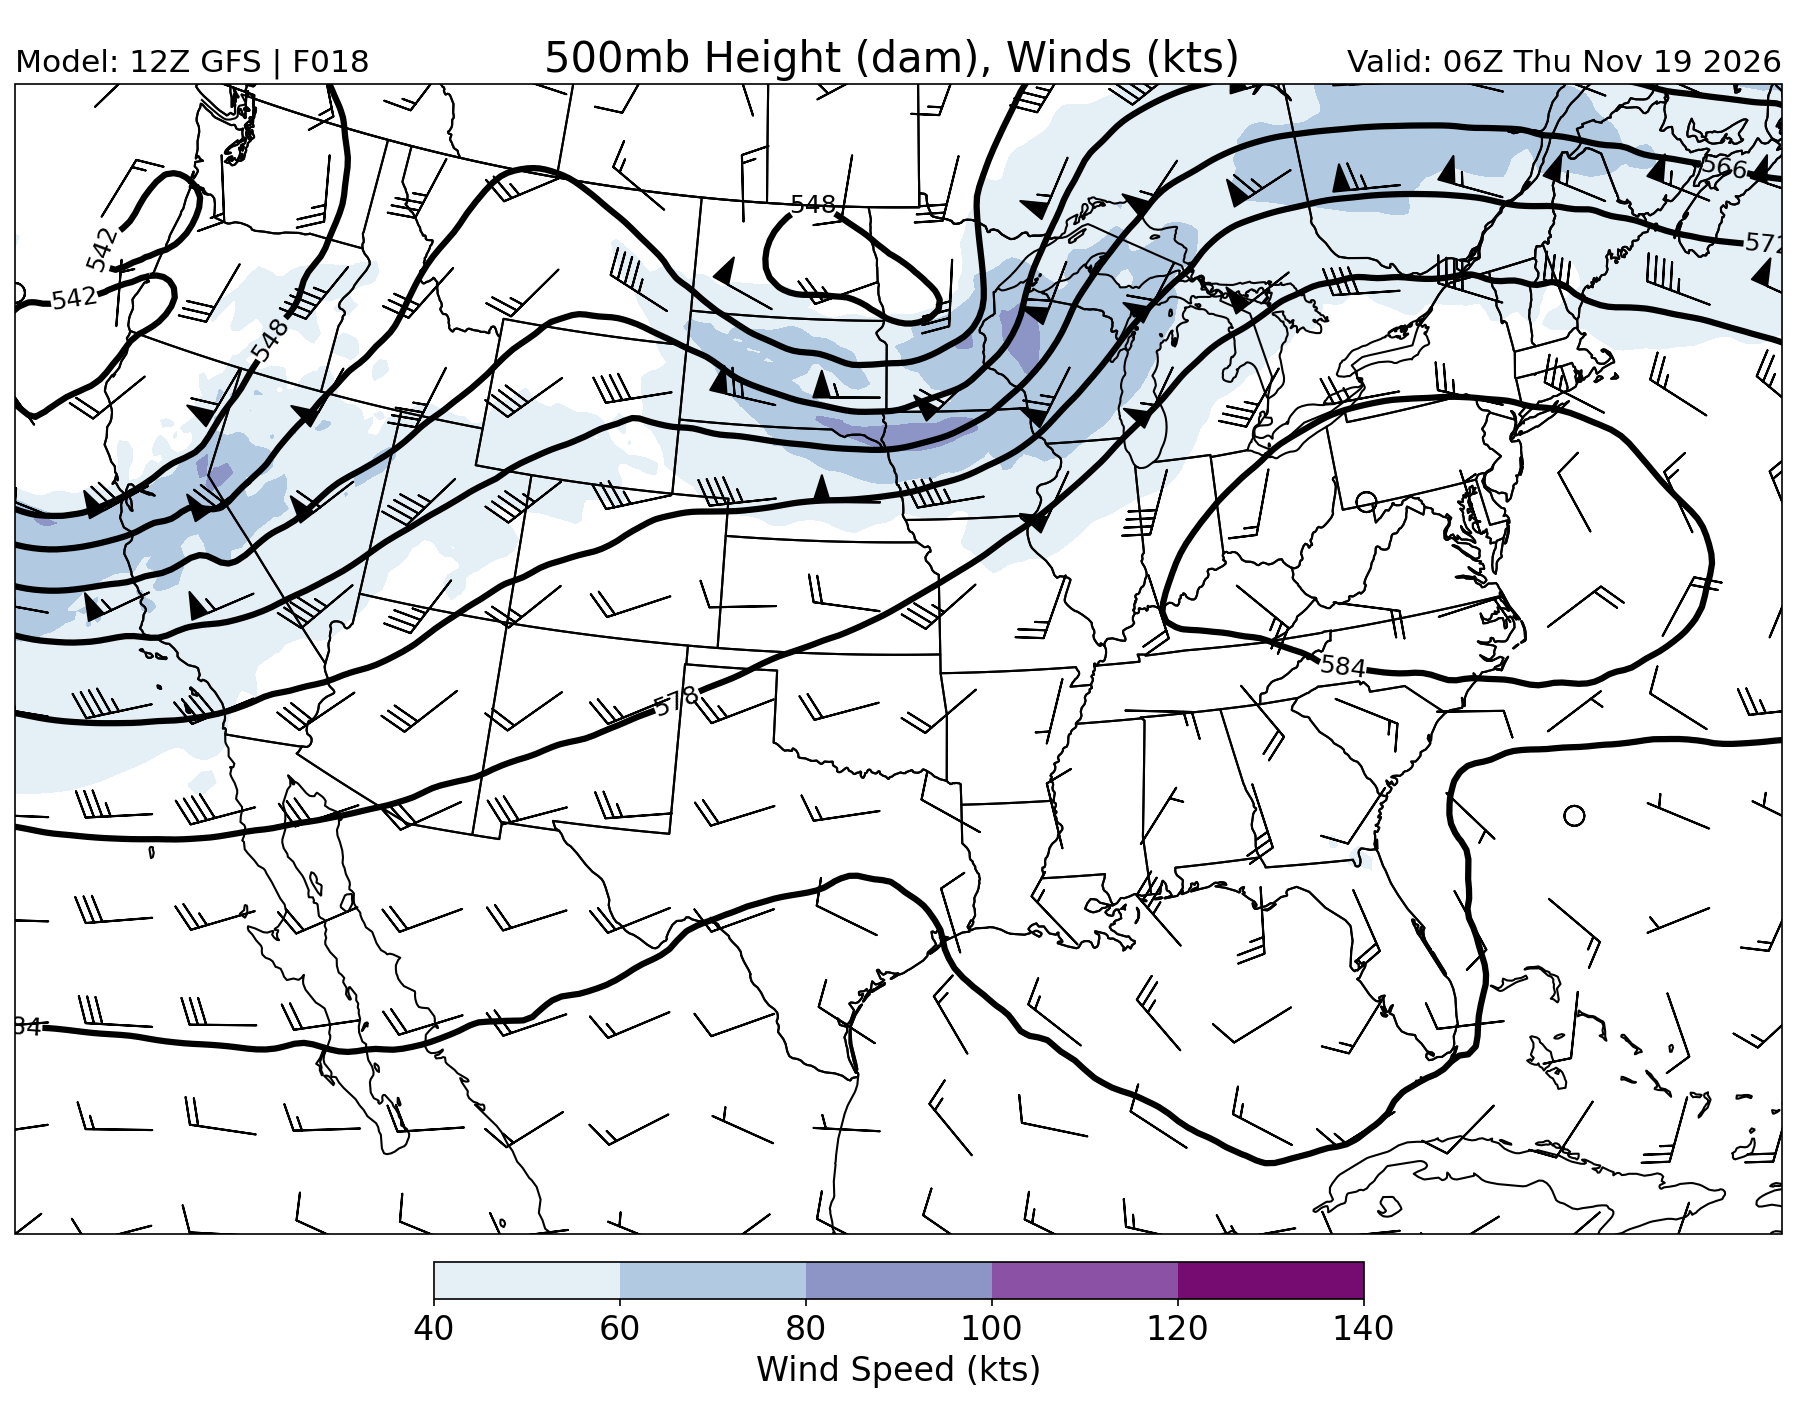 Model: 12Z GFS | F018
500mb Height (dam), Winds (kts)
Valid: 06Z Thu Nov 19 2026
566
548
542
572
542
548
584
578
84
40 60 80 100 120 140
Wind Speed (kts)